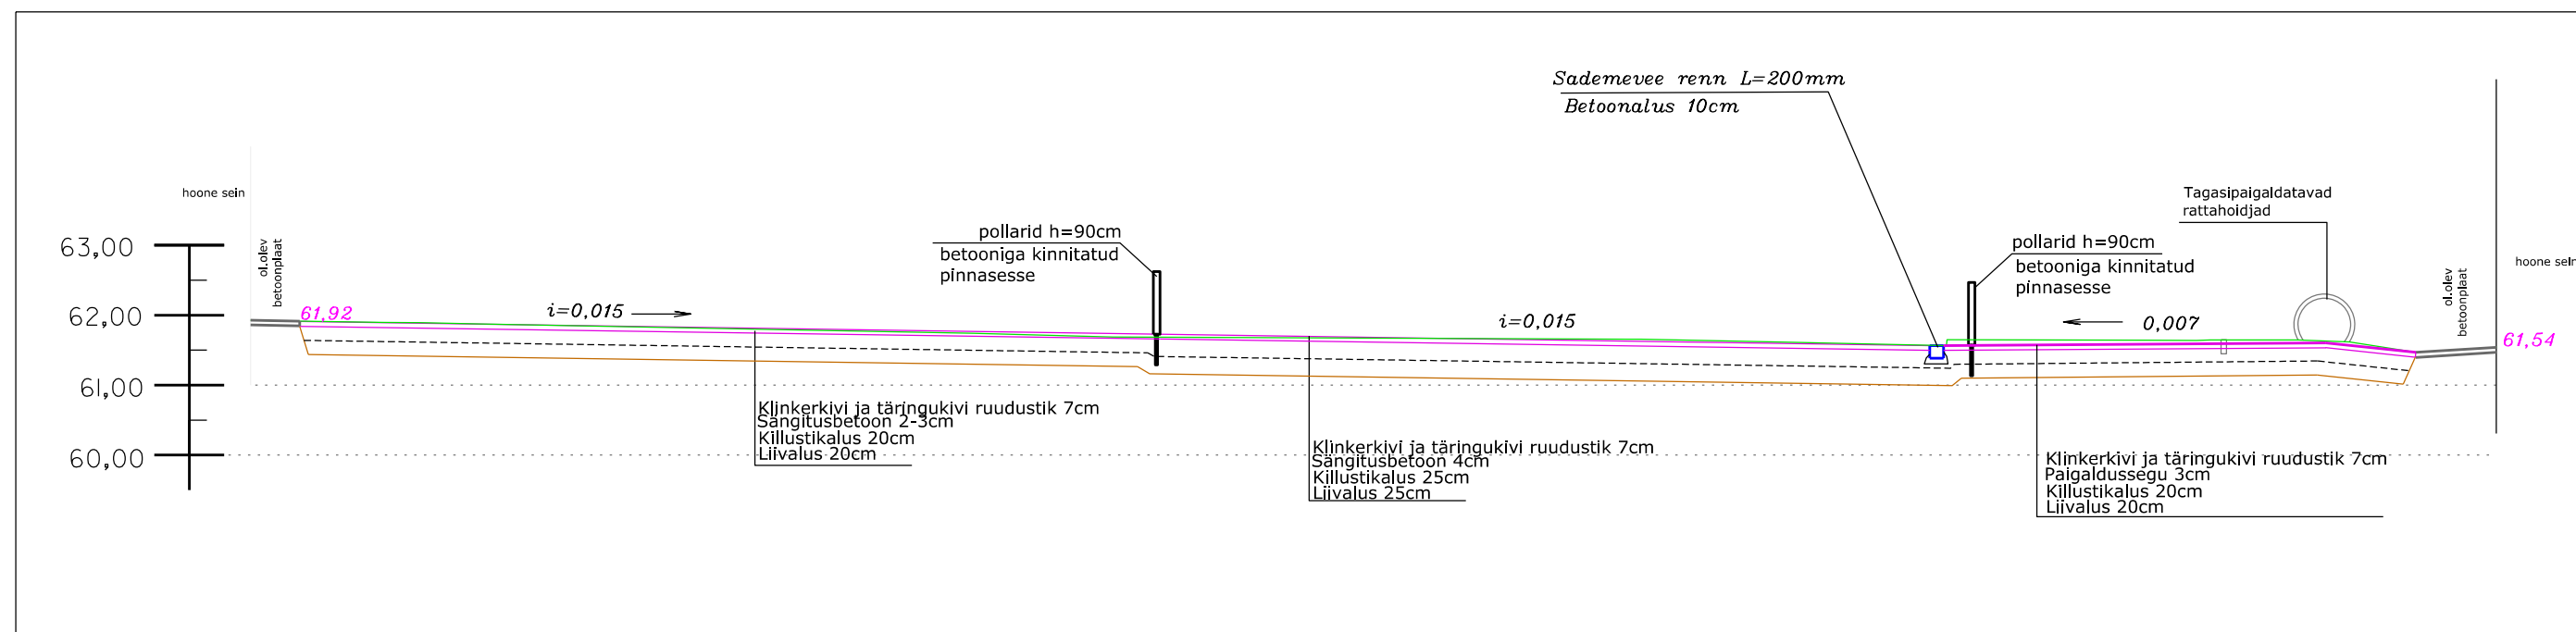 Sademevee renn L=200mm
Betoonalus 10cm
hoone sein
Tagasipaigaldatavad
rattahoidjad
63,00
62,00
61,00
60,00
ol.olev
betoonplaat
61,92
i=0,015
pollarid h=90cm
betooniga kinnitatud
pinnasesse
i=0,015
pollarid h=90cm
betooniga kinnitatud
pinnasesse
0,007
ol.olev
betoonplaat
hoone sein
61,54
Klinkerkivi ja täringukivi ruudustik 7cm
Sängitusbetoon 2-3cm
Killustikalus 20cm
Liivalus 20cm
Klinkerkivi ja täringukivi ruudustik 7cm
Sängitusbetoon 4cm
Killustikalus 25cm
Liivalus 25cm
Klinkerkivi ja täringukivi ruudustik 7cm
Paigaldussegu 3cm
Killustikalus 20cm
Liivalus 20cm